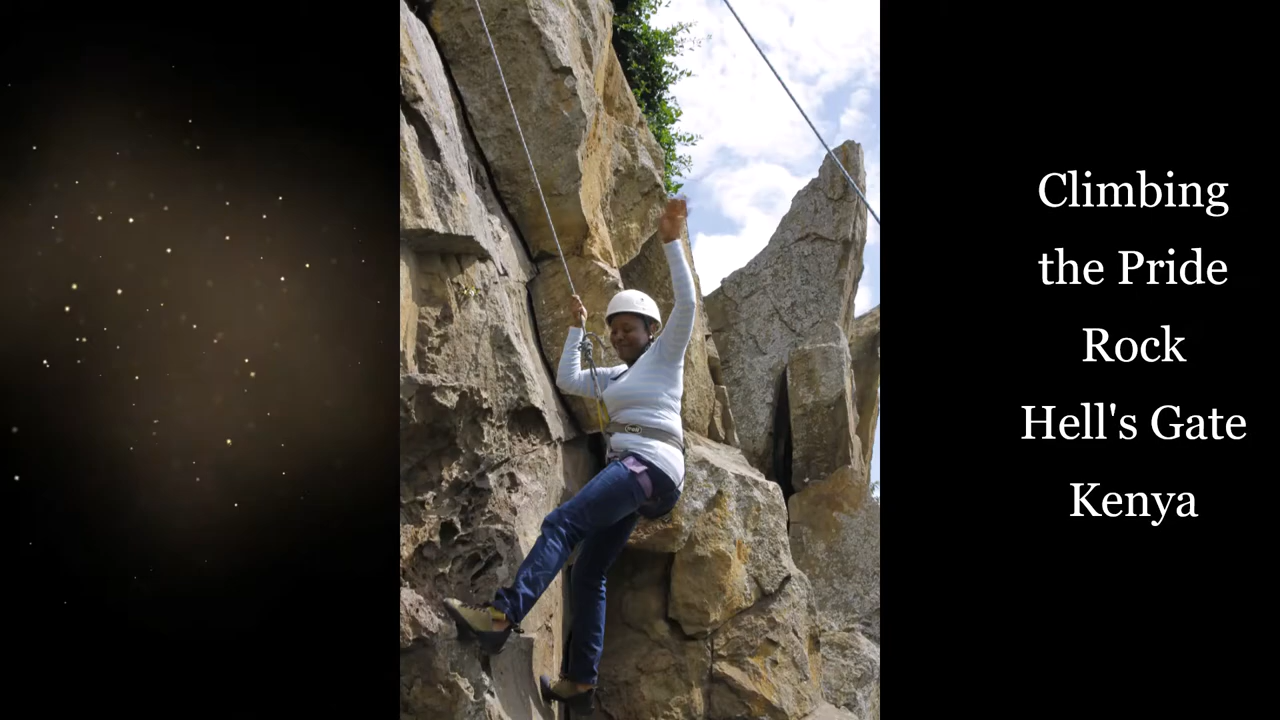 Climbing
the Pride
Rock
Hell's Gate
Kenya